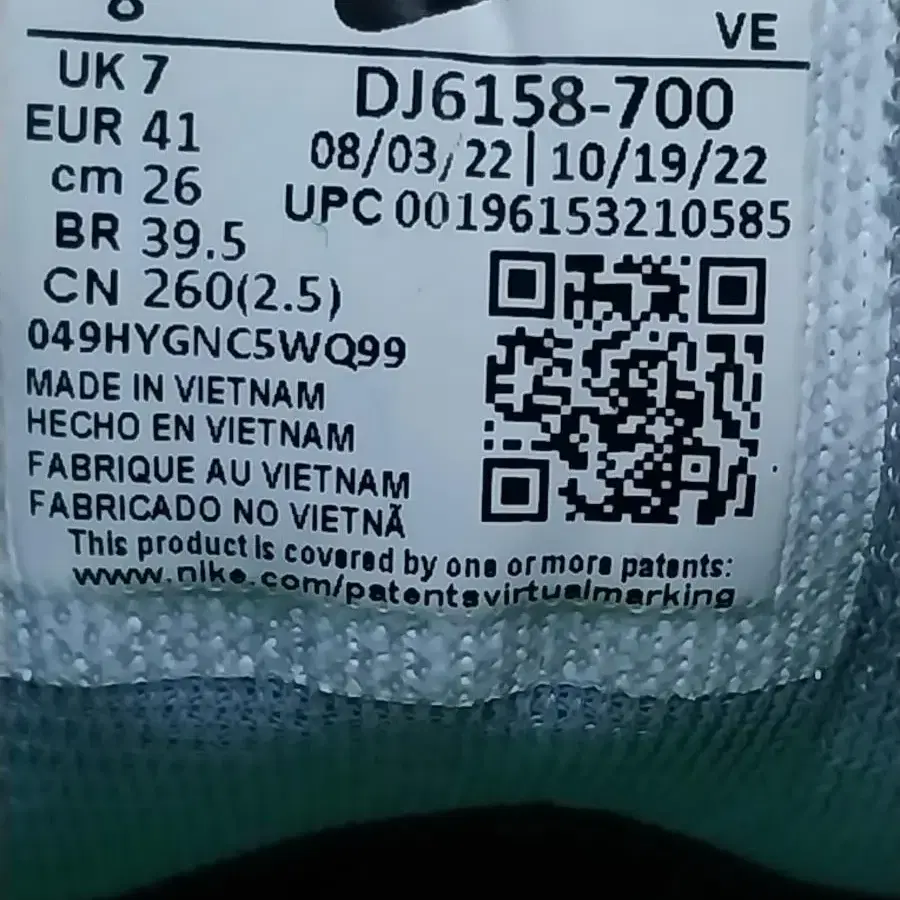 8
VE
UK 7
DJ6158-700
EUR 41
08/03/22 | 10/19/22
cm 26
UPC 00196153210585
BR 39.5
CN 260(2.5)
049HYGNC5WQ99
MADE IN VIETNAM
HECHO EN VIETNAM
FABRIQUE AU VIETNAM
FABRICADO NO VIETNÃ
This product is covered by one or more patents:
www.nike.com/patentsvirtualmarking